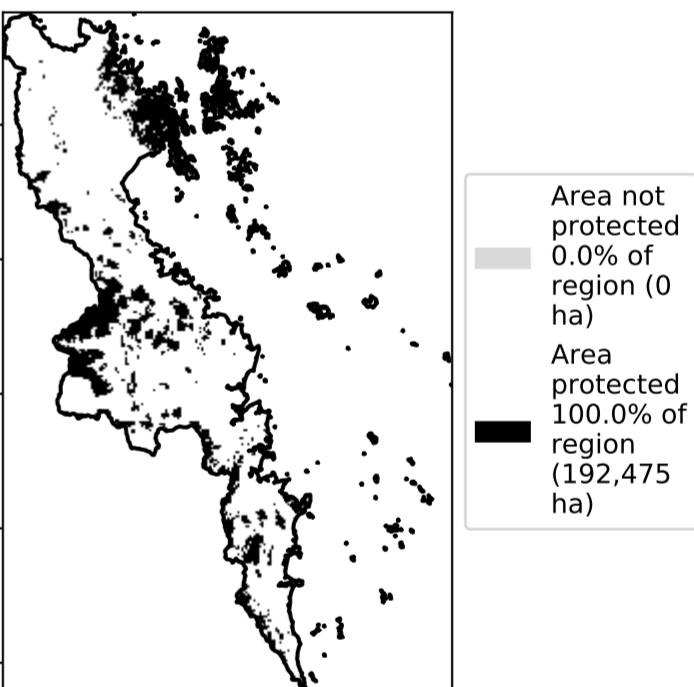 Area not
protected
0.0% of
region (0
ha)
Area
protected
100.0% of
region
(192,475
ha)